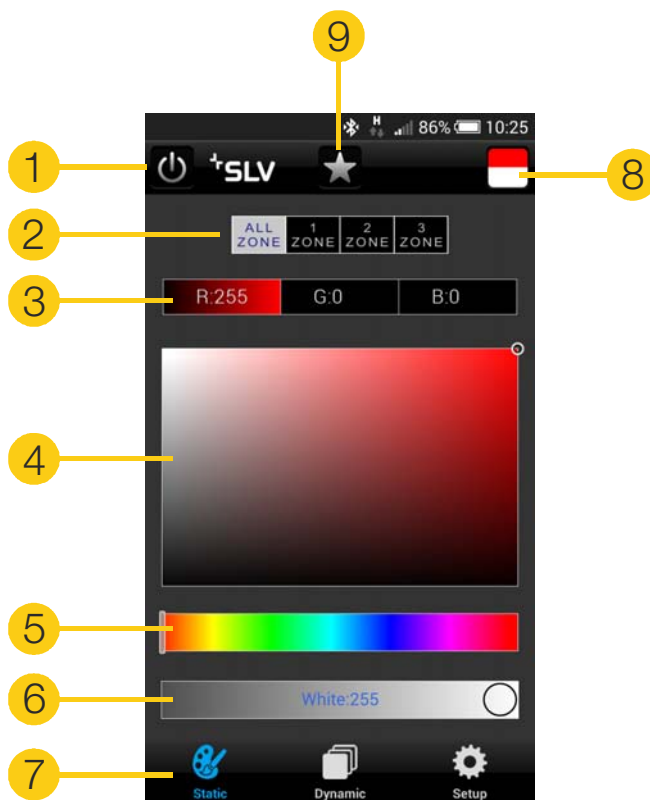 9
H 86% 10:25
1 SLV 8
2 ALL ZONE 1 ZONE 2 ZONE 3 ZONE
3 R:255 G:0 B:0
4
5
6 White:255
7 Static Dynamic Setup